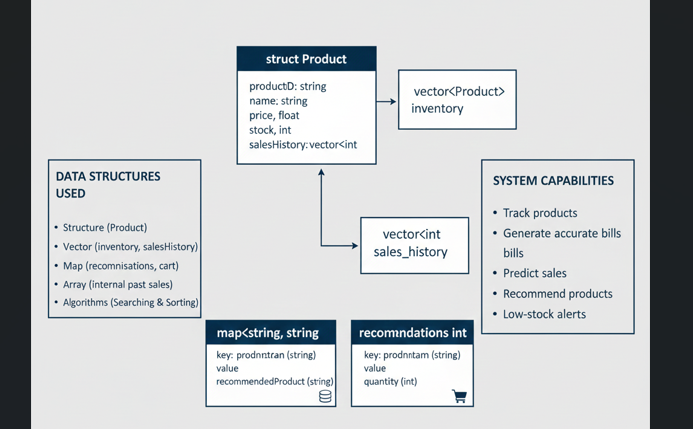 struct Product
productD: string
name: string
price, float
stock, int
salesHistory: vector<int
vector<Product>
inventory
DATA STRUCTURES
USED
• Structure (Product)
• Vector (inventory, salesHistory)
• Map (recomnisations, cart)
• Array (internal past sales)
• Algorithms (Searching & Sorting)
SYSTEM CAPABILITIES
• Track products
• Generate accurate bills
bills
• Predict sales
• Recommend products
• Low-stock alerts
vector<int
sales_history
map<string, string
key: prodnıtran (string)
value
recommendedProduct (string)
recomndations int
key: prodnıtam (string)
value
quantity (int)